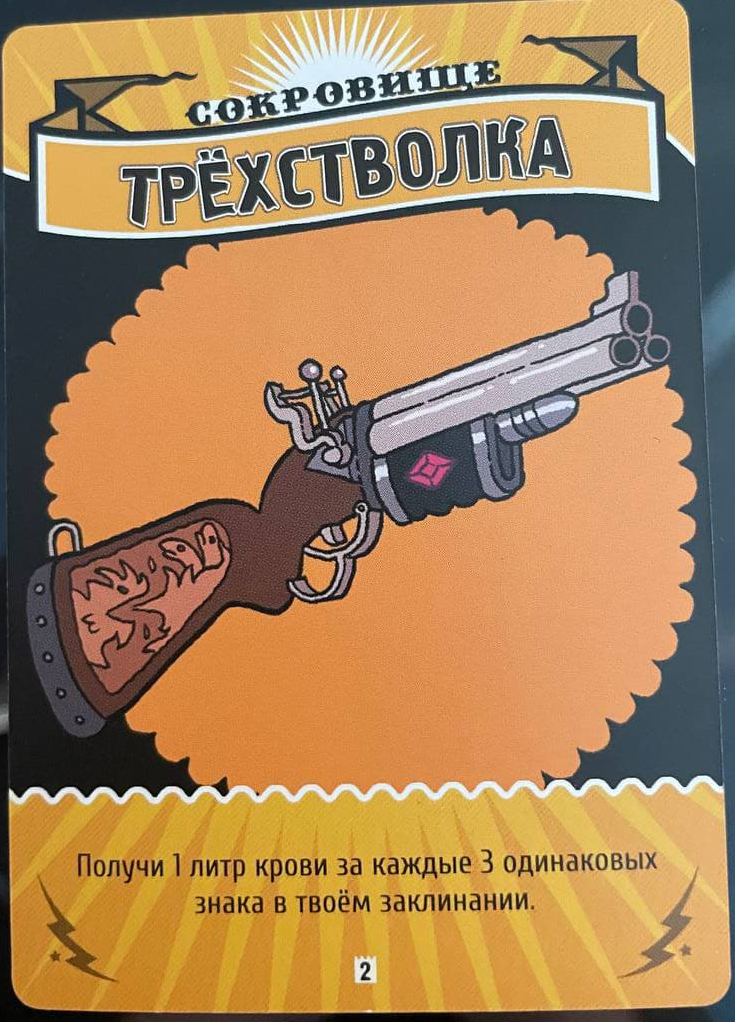 СОКРОВИЩЕ
ТРЁХСТВОЛКА
Получи 1 литр крови за каждые 3 одинаковых
знака в твоём заклинании.
2